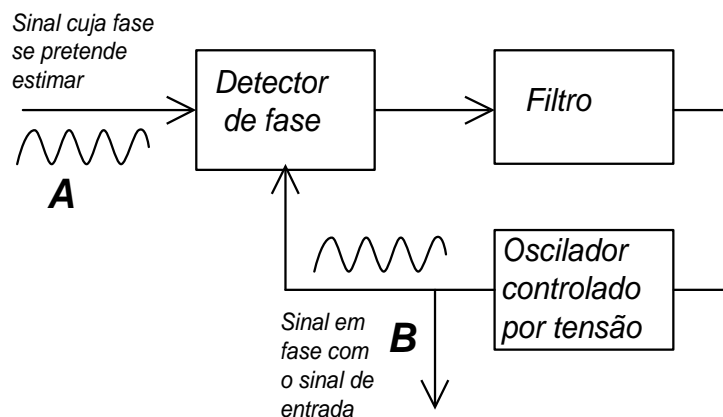 Sinal cuja fase
se pretende
estimar
Detector
de fase
Filtro
A
Oscilador
controlado
por tensão
Sinal em
fase com
o sinal de
entrada
B